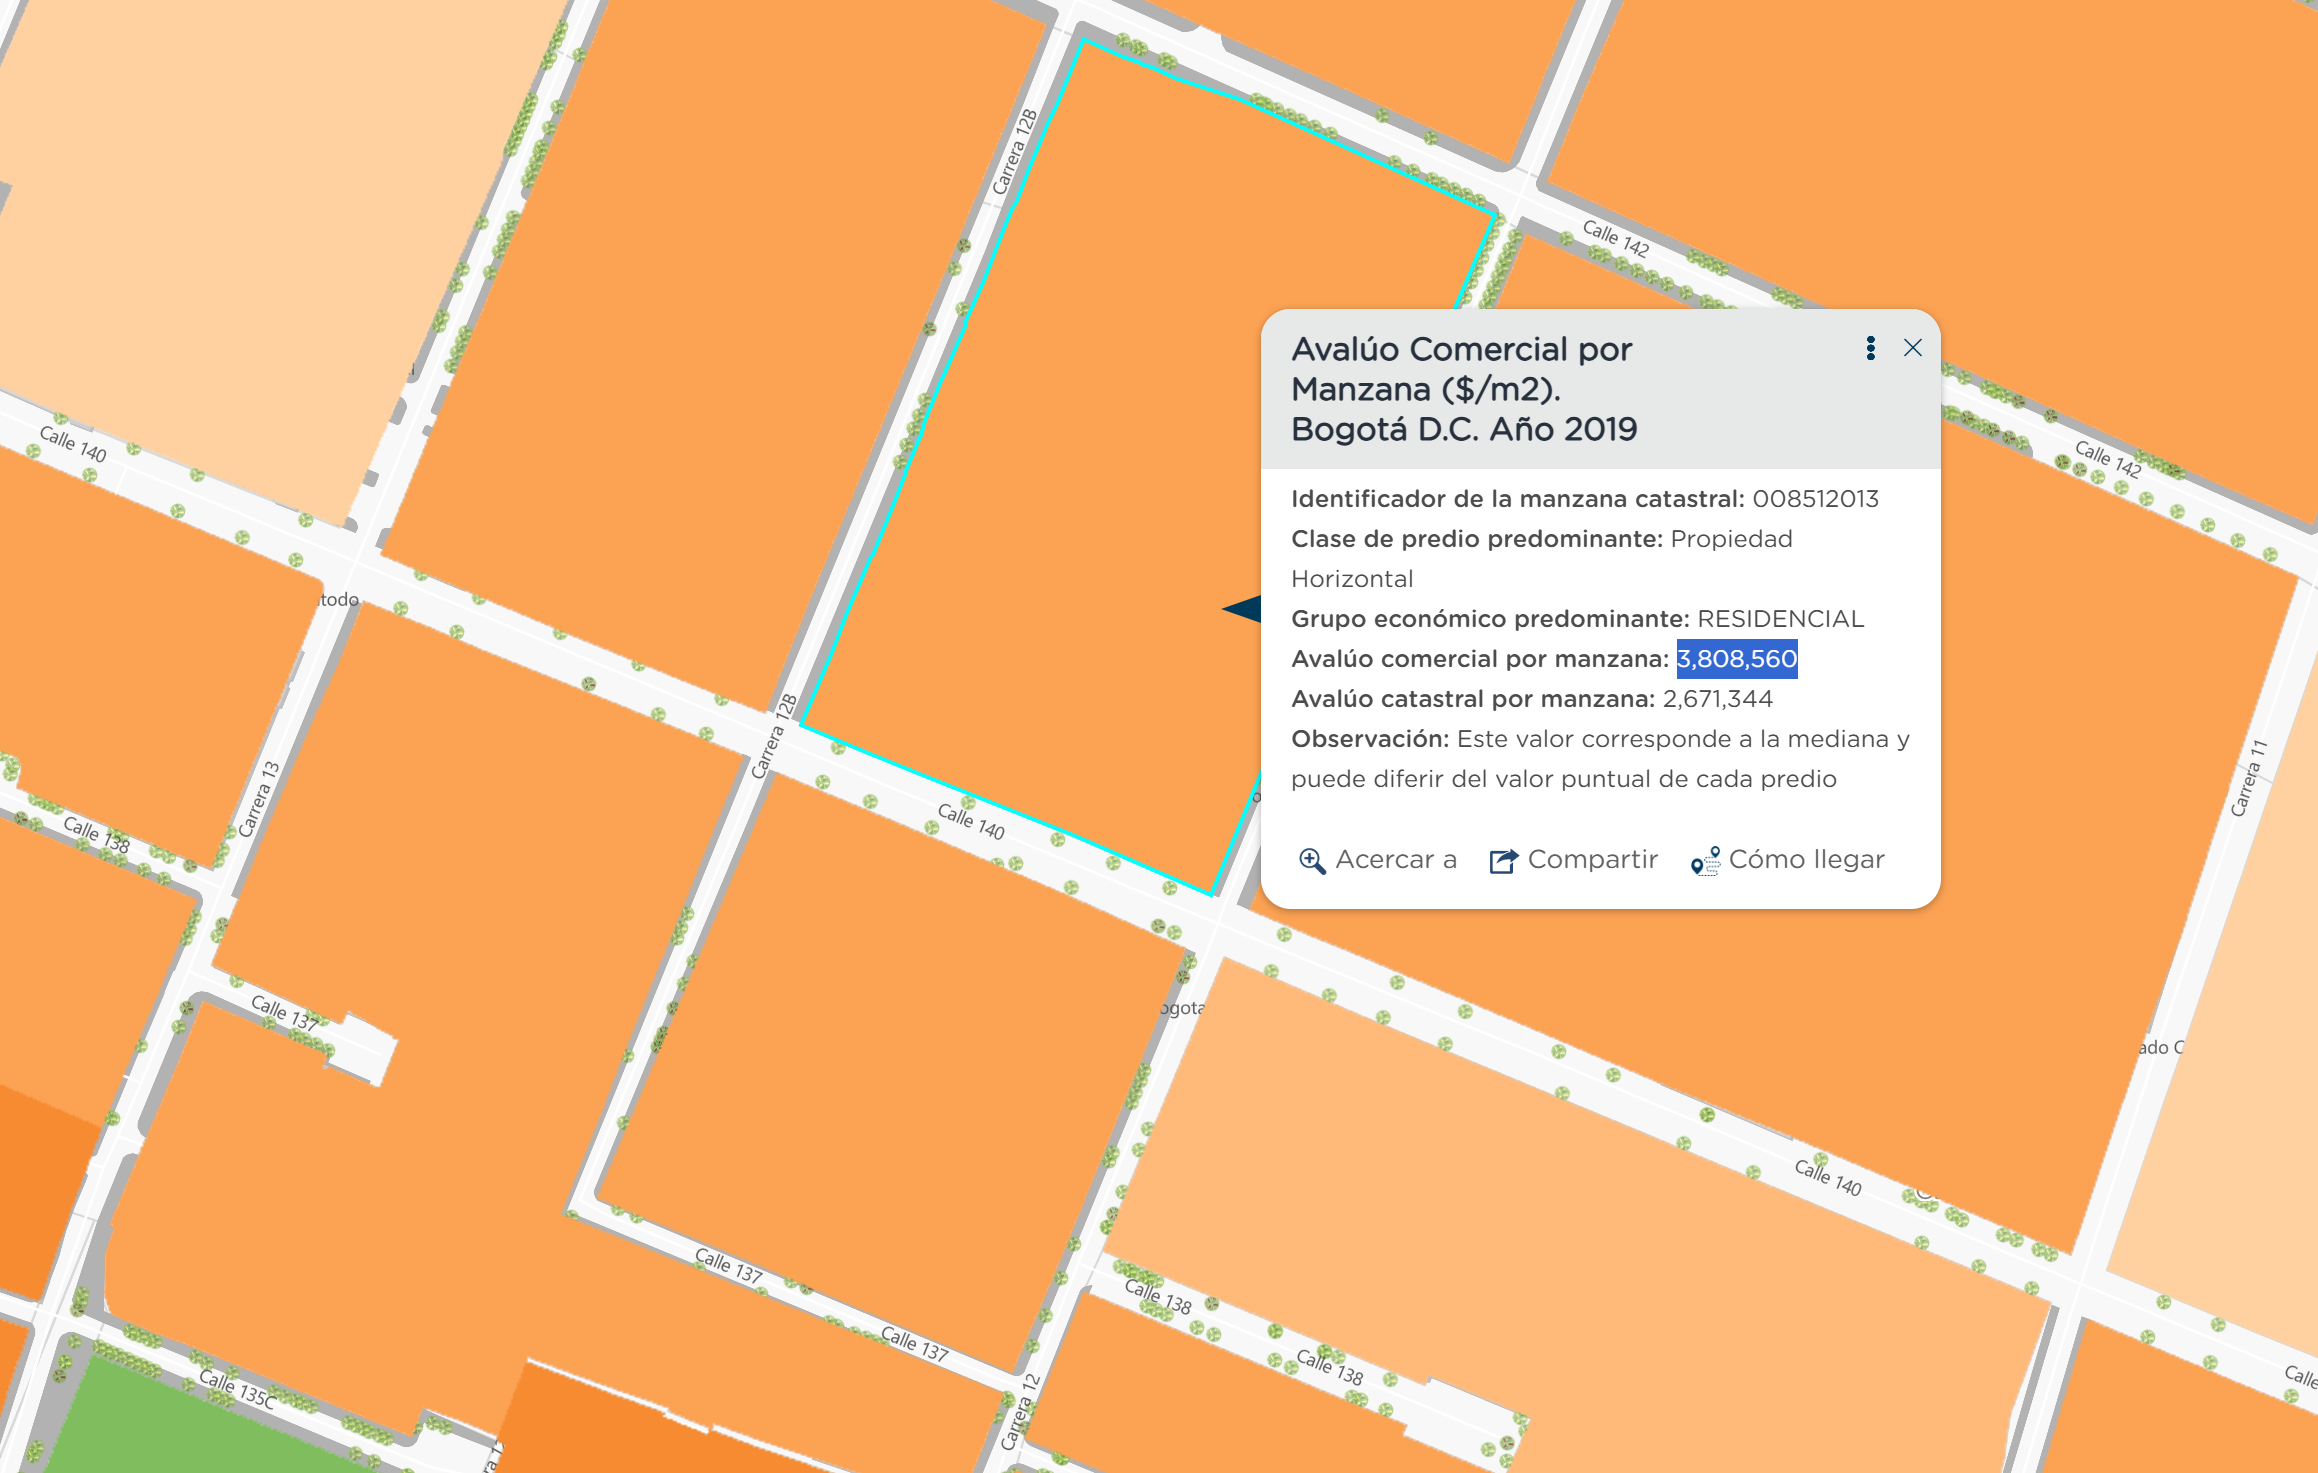 Carrera 12B
Calle 142
Avalúo Comercial por
Manzana ($/m2).
Bogotá D.C. Año 2019
Calle 140
Calle 142
Identificador de la manzana catastral: 008512013
Clase de predio predominante: Propiedad
Horizontal
todo
Grupo económico predominante: RESIDENCIAL
Avalúo comercial por manzana: 3,808,560
Avalúo catastral por manzana: 2,671,344
Carrera 12B
Observación: Este valor corresponde a la mediana y
puede diferir del valor puntual de cada predio
Carrera 11
Carrera 13
Calle 138
Calle 140
Acercar a
Compartir
Cómo llegar
Calle 137
ogota
ado C
Calle 140
Calle 137
Calle 138
Calle 137
Calle 138
Calle 135C
Carrera 12
Calle